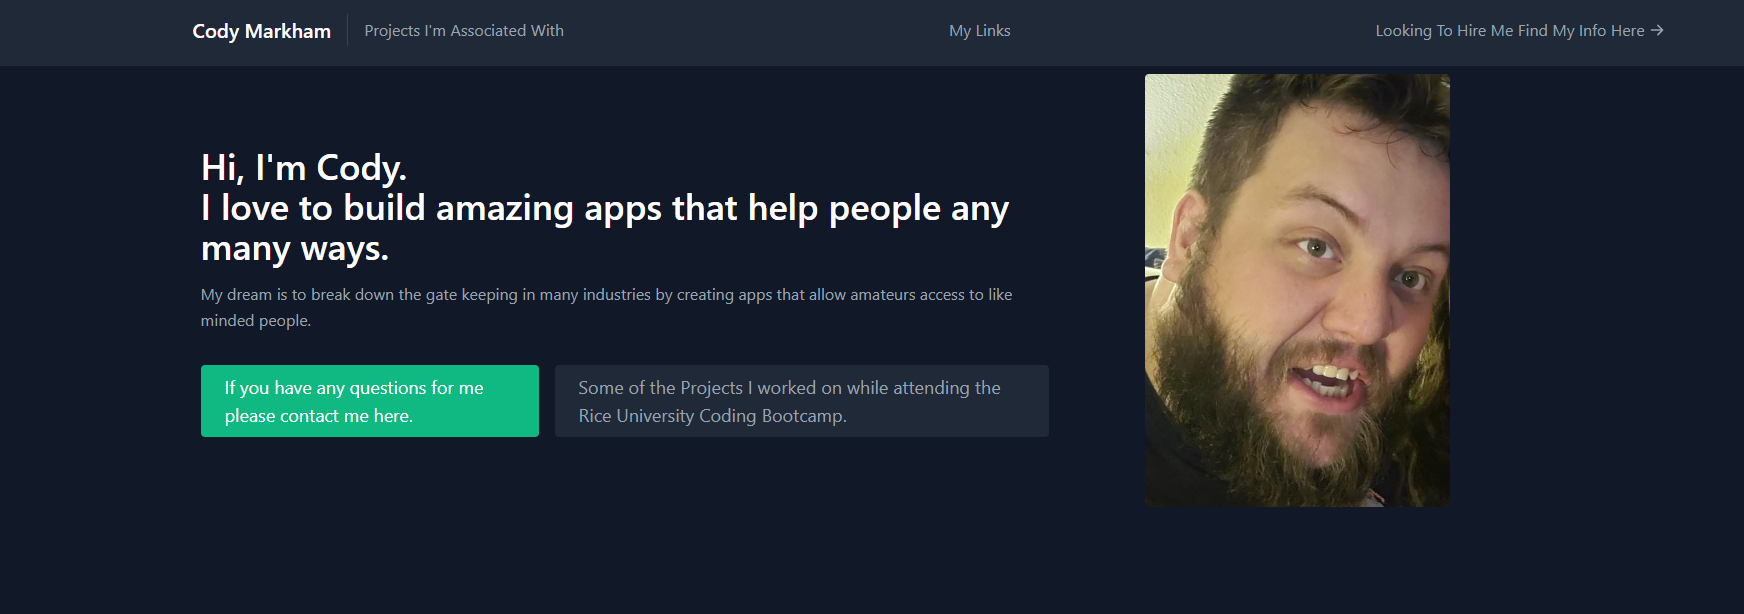 Cody Markham
Projects I'm Associated With
My Links
Looking To Hire Me Find My Info Here →
Hi, I'm Cody.
I love to build amazing apps that help people any
many ways.
My dream is to break down the gate keeping in many industries by creating apps that allow amateurs access to like
minded people.
If you have any questions for me
please contact me here.
Some of the Projects I worked on while attending the
Rice University Coding Bootcamp.